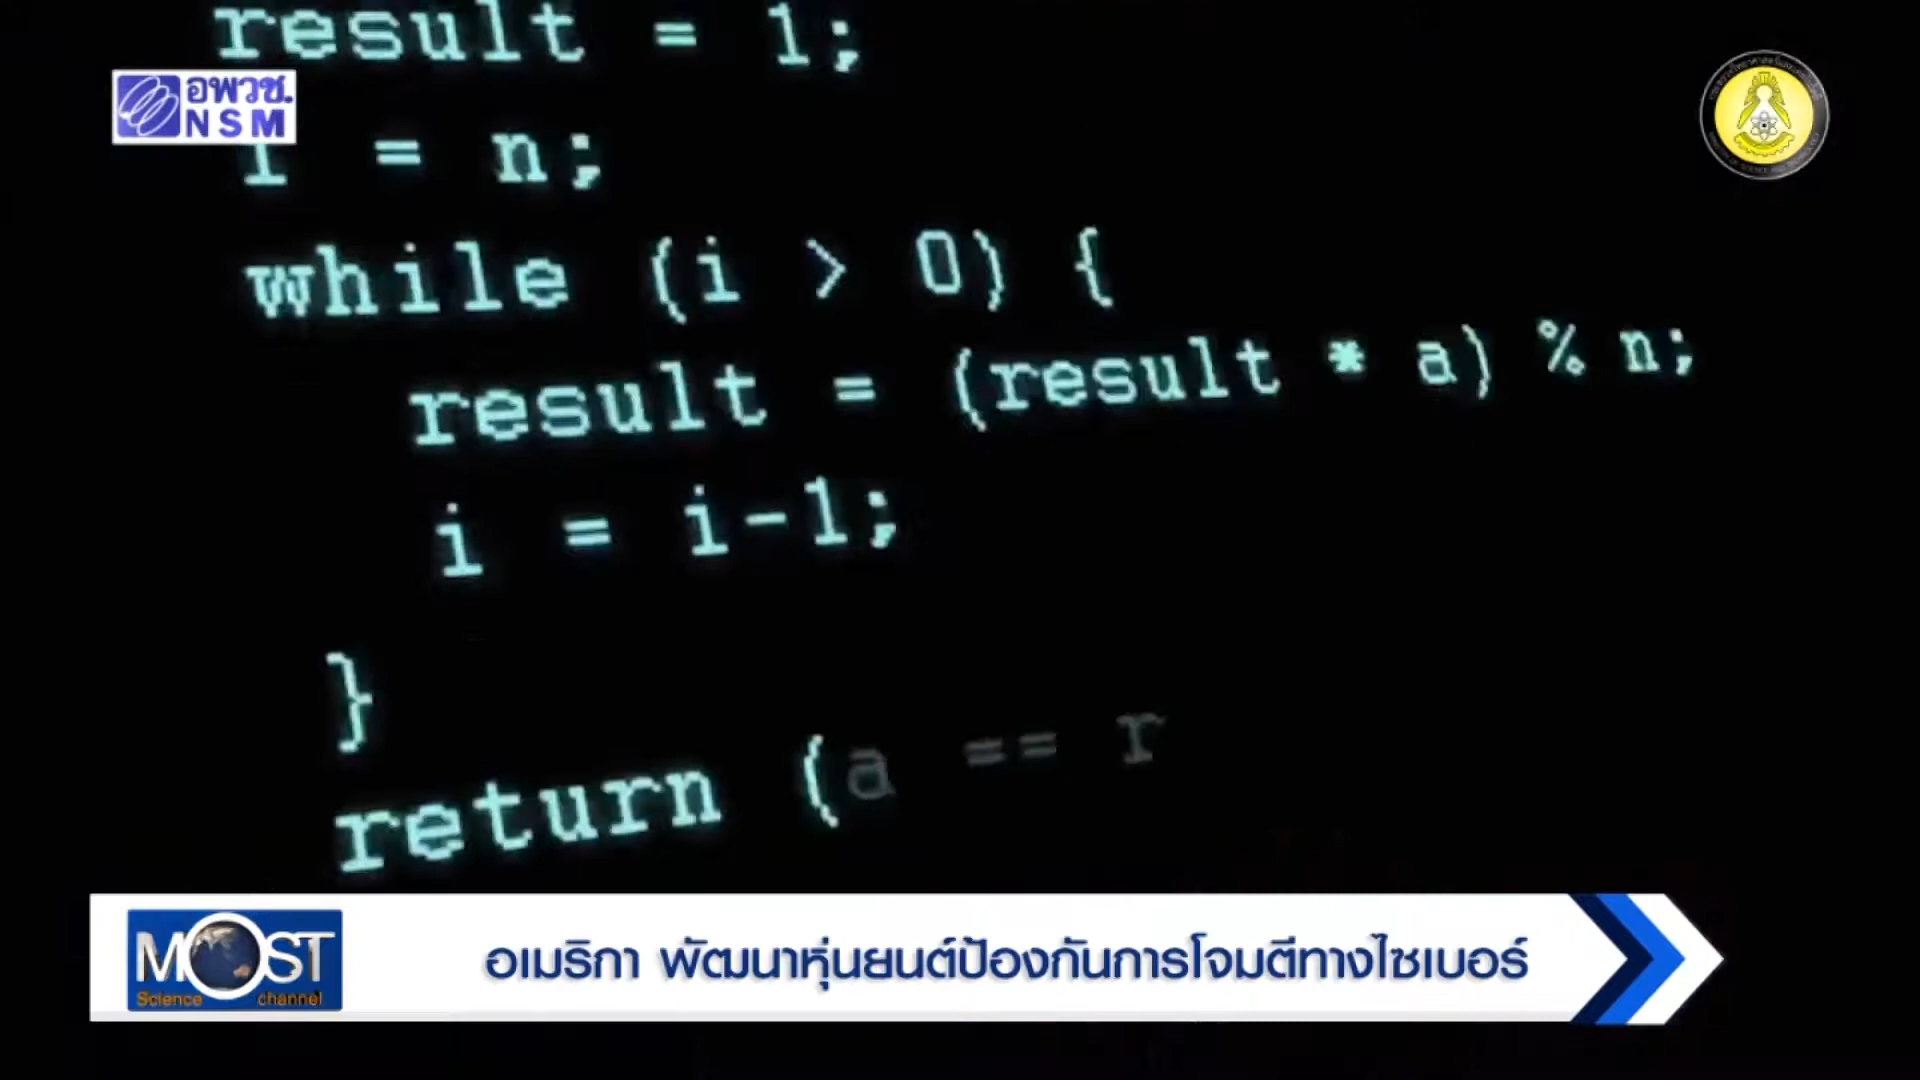 result = 1;
อพวช.
NSM
i = n;
while (i > 0) {
result = (result * a) % n;
i = i-1;
}
return (a == r
MOST
Science channel
อเมริกา พัฒนาหุ่นยนต์ป้องกันการโจมตีทางไซเบอร์